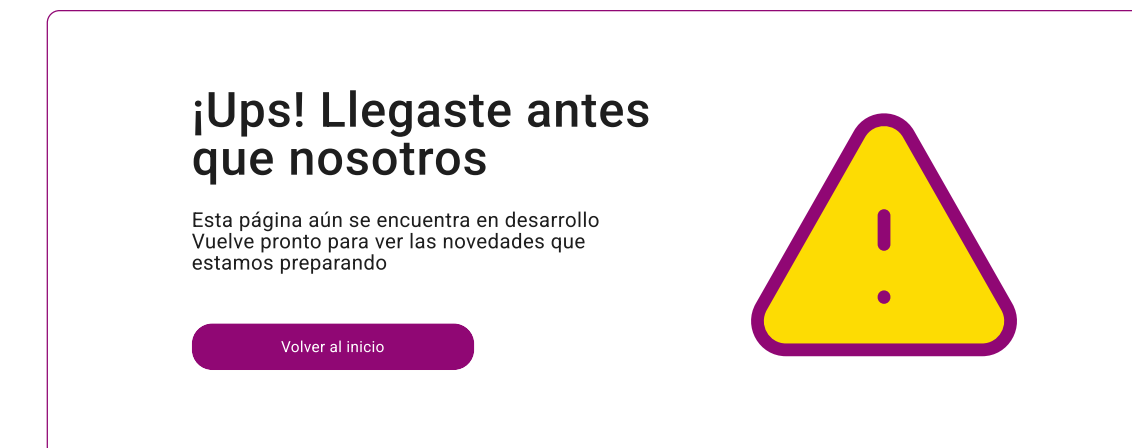 ¡Ups! Llegaste antes
que nosotros
Esta página aún se encuentra en desarrollo
Vuelve pronto para ver las novedades que
estamos preparando
Volver al inicio